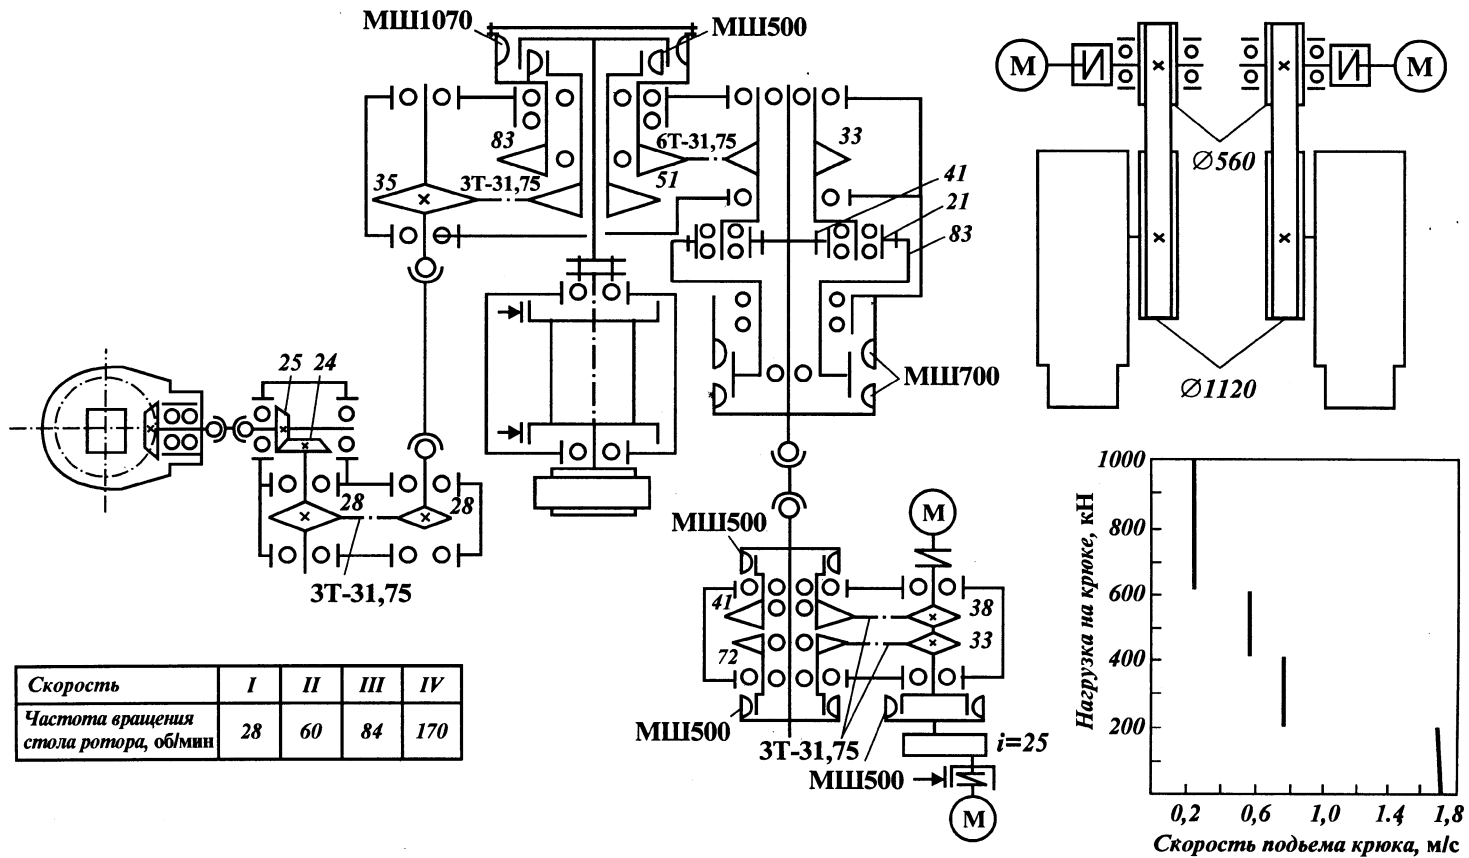 МШ1070
МШ500
М
М
83
6Т-31,75
33
35
3Т-31,75
51
41
21
83
∅560
∅1120
МШ700
25
24
28
28
3Т-31,75
МШ500
М
41
38
72
33
МШ500
3Т-31,75
МШ500
i=25
М
Скорость I II III IV
Частота вращения
стола ротора, об/мин 28 60 84 170
Нагрузка на крюке, кН
1000
800
600
400
200
0,2 0,6 1,0 1.4 1,8
Скорость подьема крюка, м/с